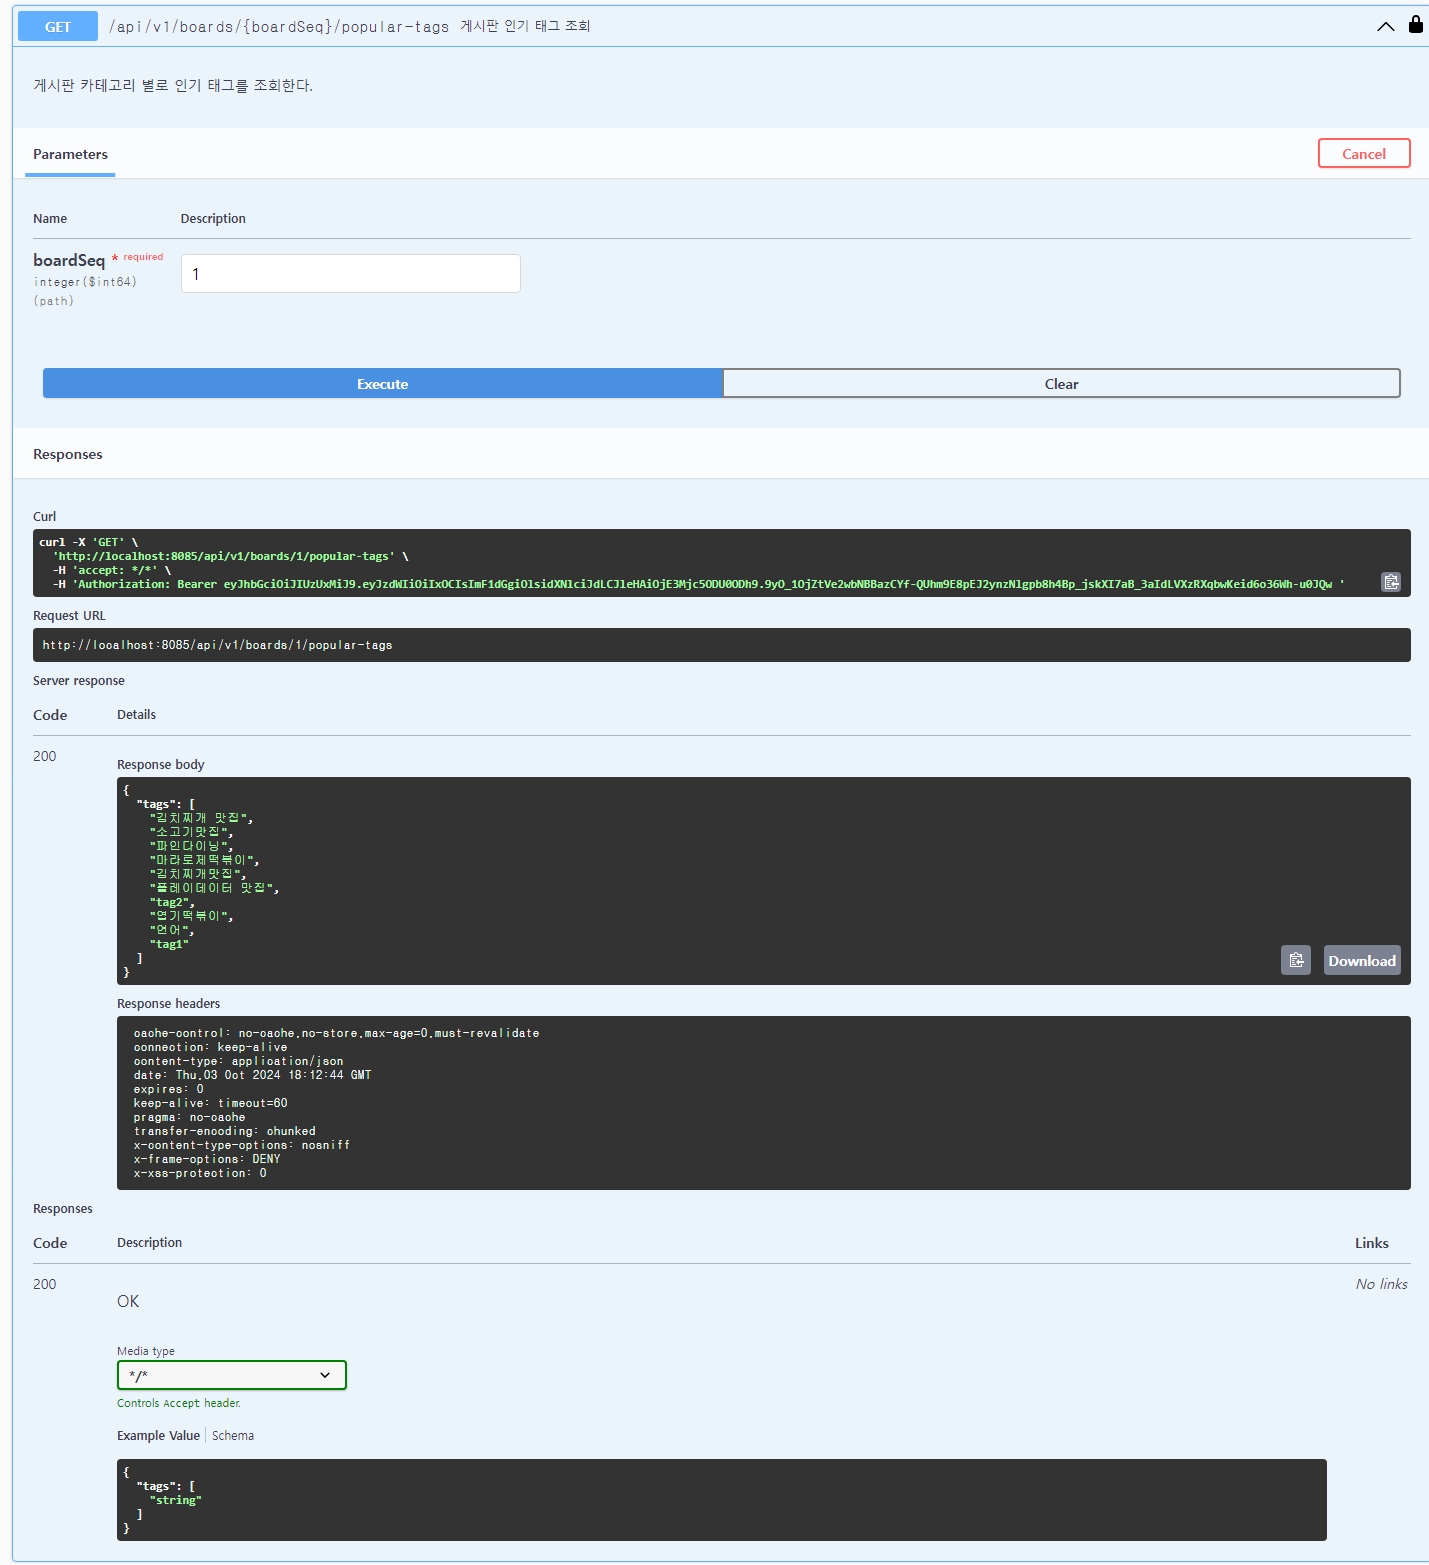 GET /api/v1/boards/{boardSeq}/popular-tags 게시판 인기 태그 조회
게시판 카테고리 별로 인기 태그를 조회한다.
Parameters
Cancel
Name Description
boardSeq * required
integer($int64)
(path)
1
Execute
Clear
Responses
Curl
curl -X 'GET' \
'http://localhost:8085/api/v1/boards/1/popular-tags' \
-H 'accept: */*' \
-H 'Authorization: Bearer
Request URL
http://localhost:8085/api/v1/boards/1/popular-tags
Server response
Code Details
200
Response body
{
"tags": [
"김치찌개 맛집",
"소고기맛집",
"파인다이닝",
"마라로제떡볶이",
"김치찌개맛집",
"플레이데이터 맛집",
"tag2",
"엽기떡볶이",
"연어",
"tag1"
]
}
Download
Response headers
cache-control: no-cache,no-store,max-age=0,must-revalidate
connection: keep-alive
content-type: application/json
date: Thu,03 Oct 2024 18:12:44 GMT
expires: 0
keep-alive: timeout=60
pragma: no-cache
transfer-encoding: chunked
x-content-type-options: nosniff
x-frame-options: DENY
x-xss-protection: 0
Responses
Code Description Links
200 No links
OK
Media type
*/*
Controls Accept header.
Example Value Schema
{
"tags": [
"string"
]
}